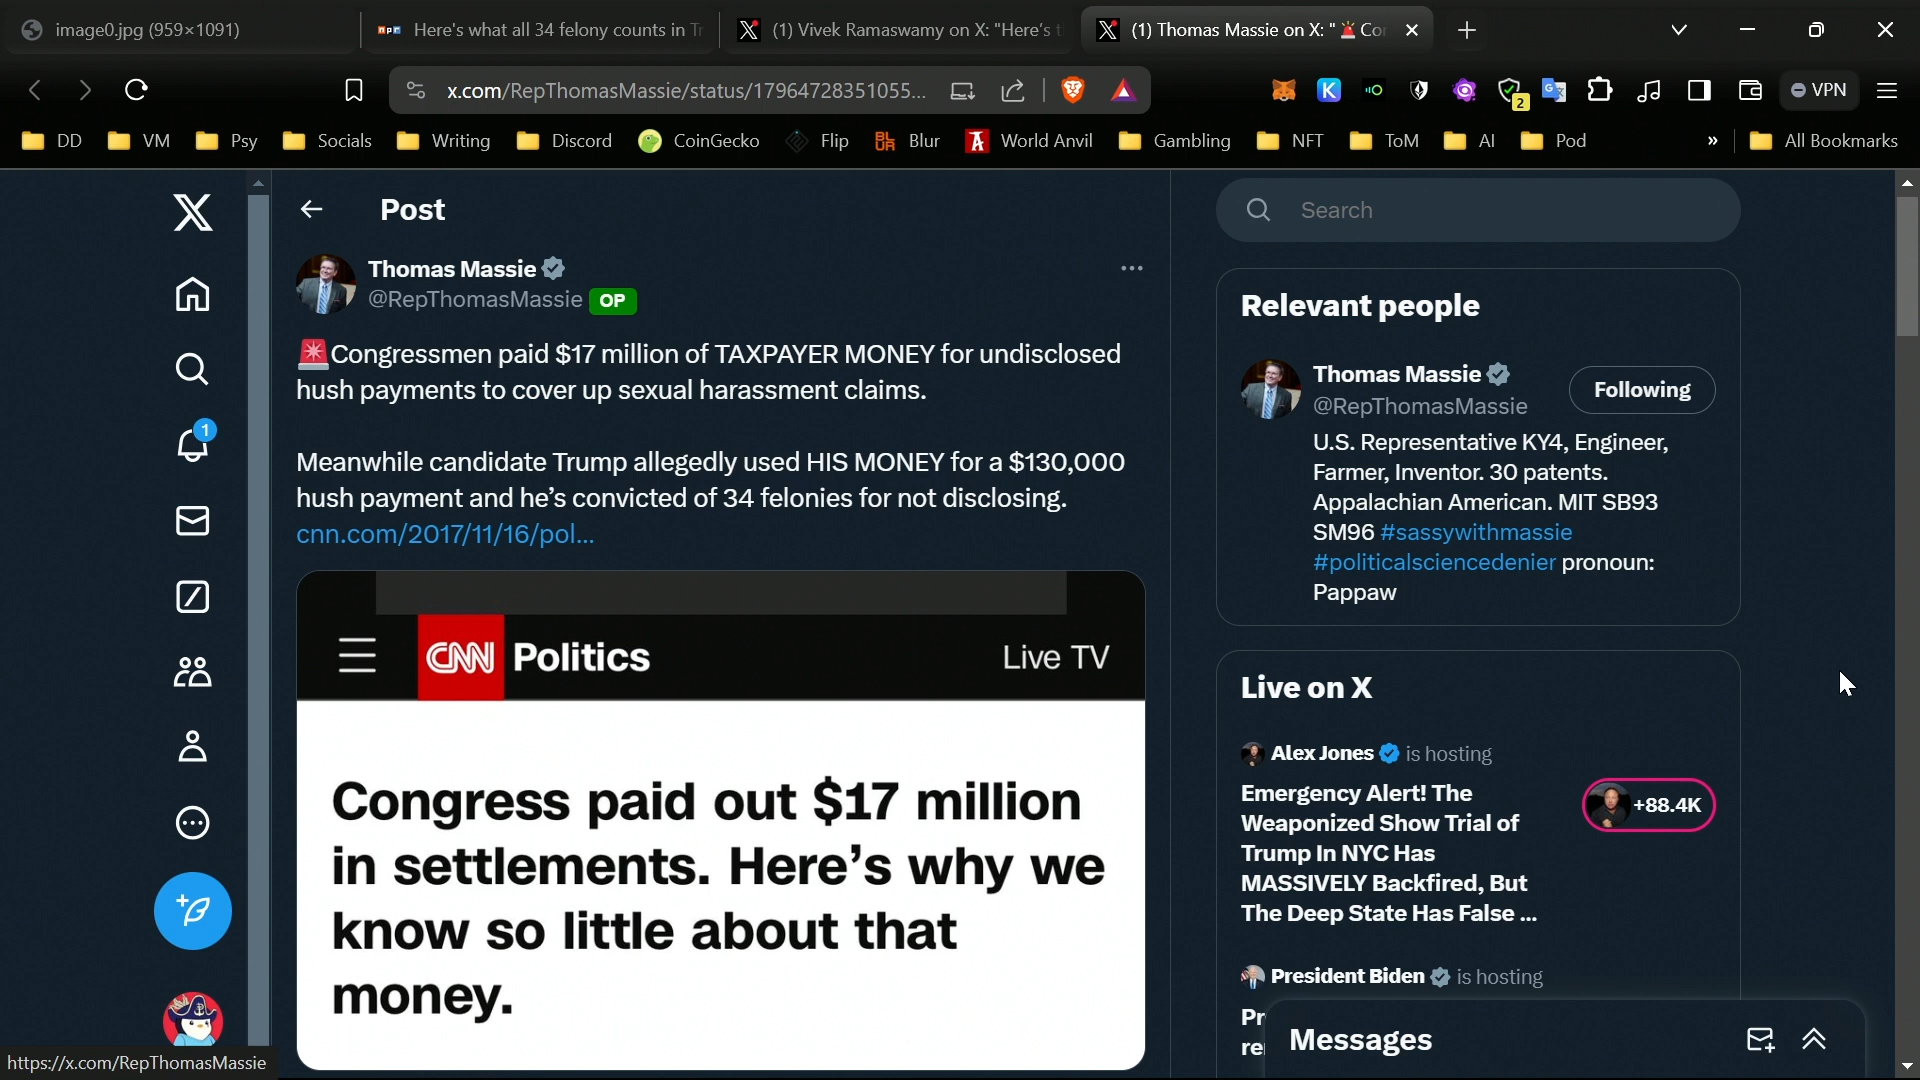 image0.jpg (959×1091)
Here's what all 34 felony counts in Tr
(1) Vivek Ramaswamy on X: "Here's t
(1) Thomas Massie on X: "🚨 Co
x.com/RepThomasMassie/status/17964728351055...
2
VPN
DD
VM
Psy
Socials
Writing
Discord
CoinGecko
Flip
Blur
World Anvil
Gambling
NFT
ToM
AI
Pod
»
All Bookmarks
1
Post
Thomas Massie
@RepThomasMassie OP
🚨Congressmen paid $17 million of TAXPAYER MONEY for undisclosed
hush payments to cover up sexual harassment claims.
Meanwhile candidate Trump allegedly used HIS MONEY for a $130,000
hush payment and he’s convicted of 34 felonies for not disclosing.
cnn.com/2017/11/16/pol...
CNN Politics
Live TV
Congress paid out $17 million
in settlements. Here’s why we
know so little about that
money.
Search
Relevant people
Thomas Massie
@RepThomasMassie
Following
U.S. Representative KY4, Engineer,
Farmer, Inventor. 30 patents.
Appalachian American. MIT SB93
SM96 #sassywithmassie
#politicalsciencedenier pronoun:
Pappaw
Live on X
Alex Jones is hosting
Emergency Alert! The
Weaponized Show Trial of
Trump In NYC Has
MASSIVELY Backfired, But
The Deep State Has False ...
+88.4K
President Biden is hosting
Messages
https://x.com/RepThomasMassie